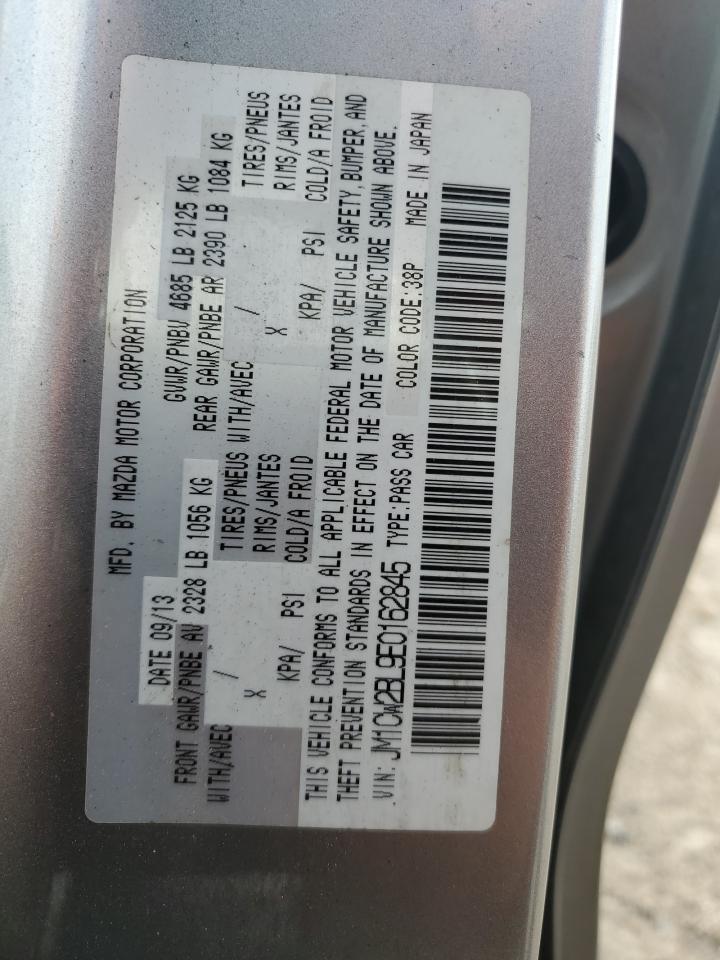 MFD. BY MAZDA MOTOR CORPORATION
DATE 09/13 GVWR/PNBV 4685 LB 2125 KG
FRONT GAWR/PNBE AV 2328 LB 1056 KG REAR GAWR/PNBE AR 2390 LB 1084 KG
WITH/AVEC / TIRES/PNEUS WITH/AVEC / TIRES/PNEUS
X RIMS/JANTES X RIMS/JANTES
KPA/ PSI COLD/A FROIID KPA/ PSI COLD/A FROID
THIS VEHICLE CONFORMS TO ALL APPLICABLE FEDERAL MOTOR VEHICLE SAFETY, BUMPER, AND
THEFT PREVENTION STANDARDS IN EFFECT ON THE DATE OF MANUFACTURE SHOWN ABOVE.
VIN: JM1CW2BL9E0162845 TYPE:PASS CAR COLOR CODE:38P MADE IN JAPAN